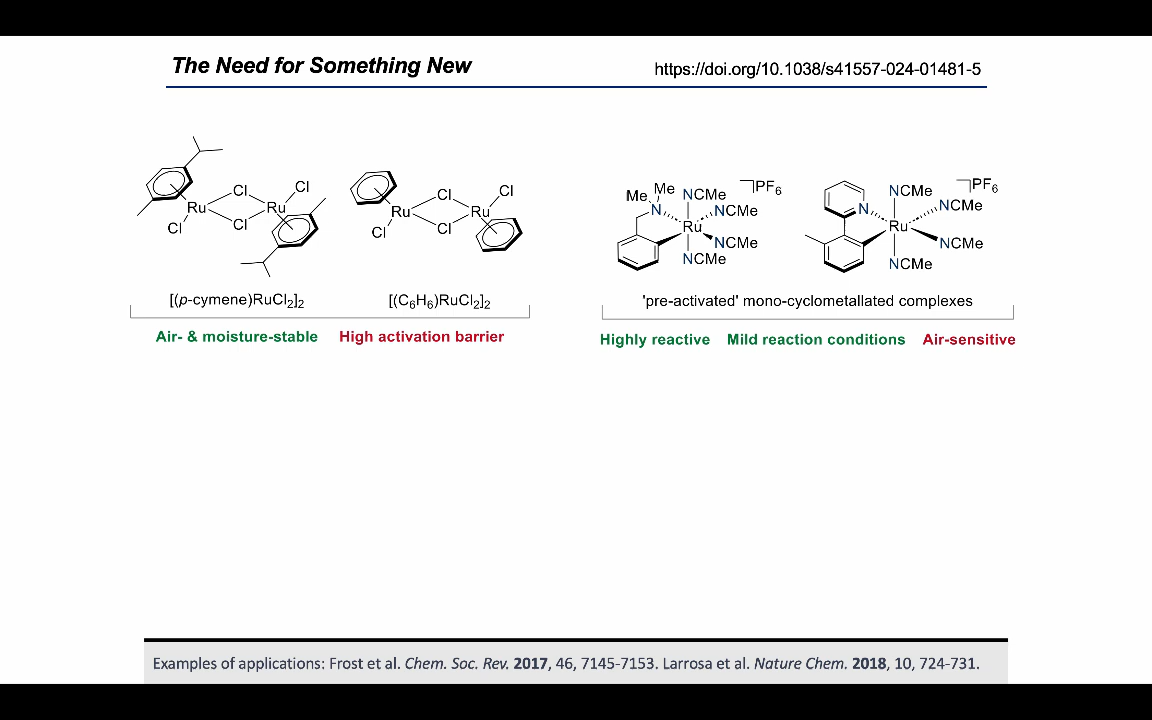 The Need for Something New
https://doi.org/10.1038/s41557-024-01481-5
Cl
Cl
Ru
Ru
Cl
Cl
[(p-cymene)RuCl2]2
Cl
Cl
Ru
Ru
Cl
Cl
[(C6H6)RuCl2]2
Air- & moisture-stable High activation barrier
Me
Me
N
NCMe
NCMe
Ru
NCMe
NCMe
PF6
N
NCMe
NCMe
Ru
NCMe
NCMe
PF6
'pre-activated' mono-cyclometallated complexes
Highly reactive Mild reaction conditions Air-sensitive
Examples of applications: Frost et al. Chem. Soc. Rev. 2017, 46, 7145-7153. Larrosa et al. Nature Chem. 2018, 10, 724-731.